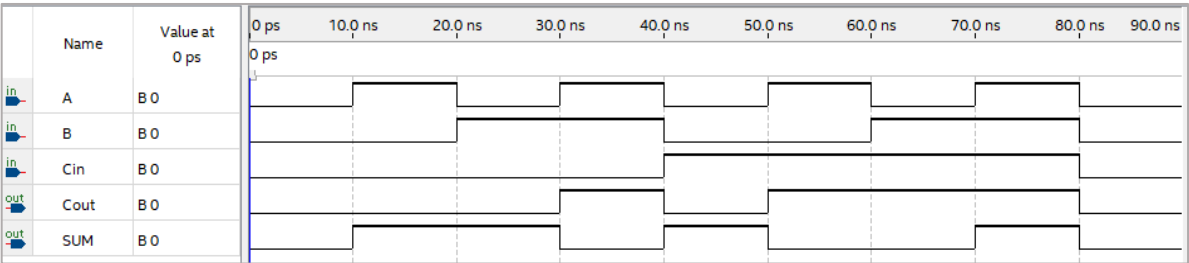 Name Value at 0 ps
0 ps 10.0 ns 20.0 ns 30.0 ns 40.0 ns 50.0 ns 60.0 ns 70.0 ns 80.0 ns 90.0 ns
0 ps
in A B 0
in B B 0
in Cin B 0
out Cout B 0
out SUM B 0